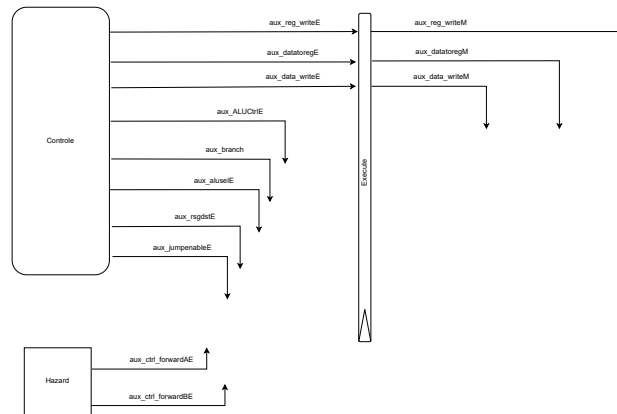 aux_reg_writeE
aux_reg_writeM
aux_datatoregE
aux_datatoregM
aux_data_writeE
aux_data_writeM
aux_ALUCtrlE
Controle
aux_branch
Execute
aux_aluselE
aux_rsgdstE
aux_jumpenableE
aux_ctrl_forwardAE
Hazard
aux_ctrl_forwardBE